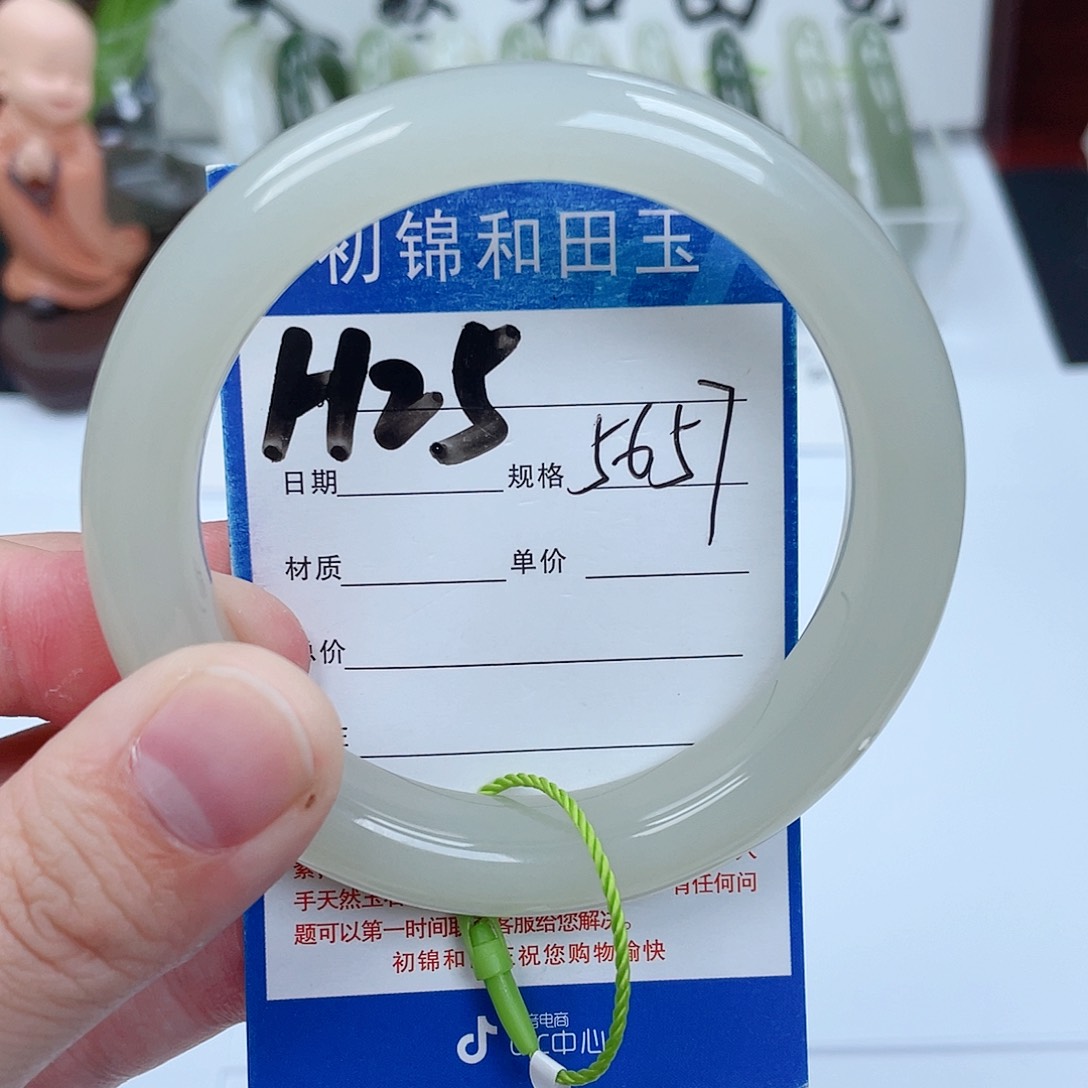 初锦和田玉
H25
日期 规格 5657
材质 单价
价
手天然玉 有任何问
题可以第一时间 客服给您解决。
初锦和 祝您购物愉快
电商
中心